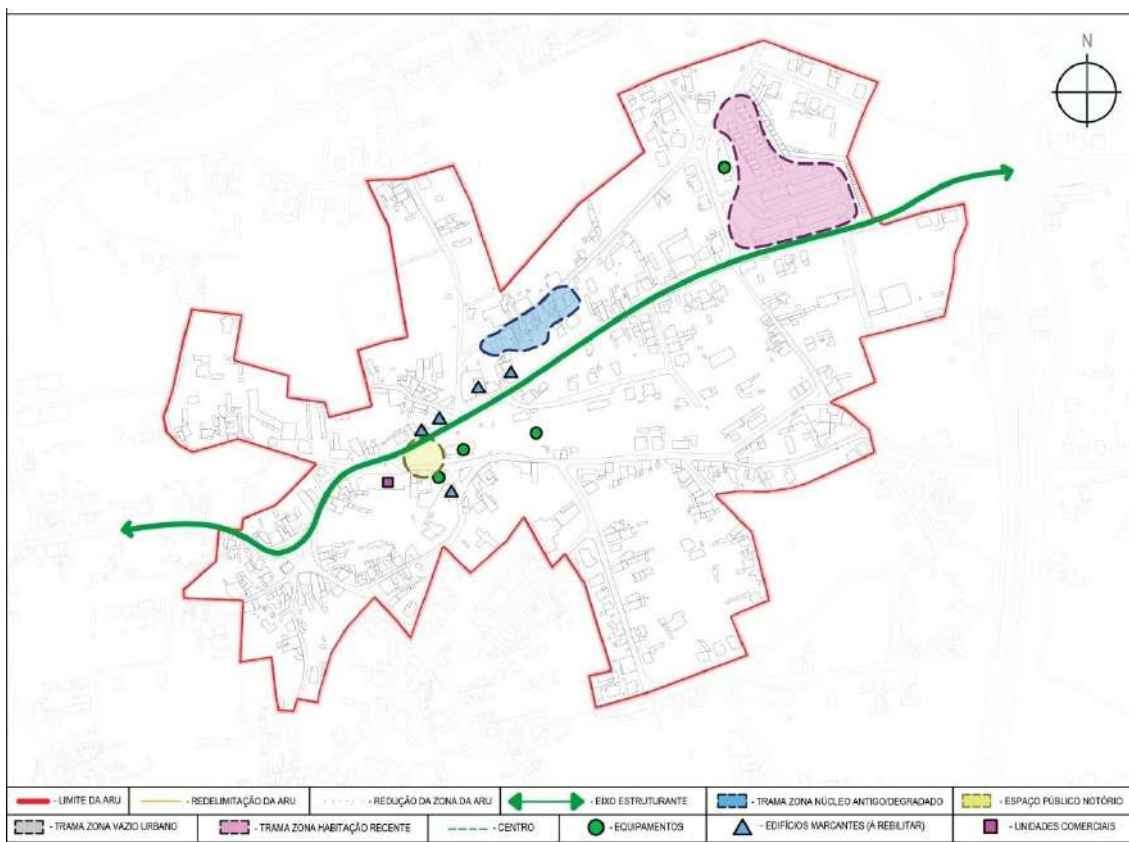 N
- LIMITE DA ARU - REDELIMITAÇÃO DA ARU - REDUÇÃO DA ZONA DA ARU - EIXO ESTRUTURANTE - TRAMA ZONA NÚCLEO ANTIGO/DEGRADADO - ESPAÇO PÚBLICO NOTÓRIO
- TRAMA ZONA VAZIO URBANO - TRAMA ZONA HABITAÇÃO RECENTE - CENTRO - EQUIPAMENTOS - EDIFÍCIOS MARCANTES (A REBILITAR) - UNIDADES COMERCIAIS